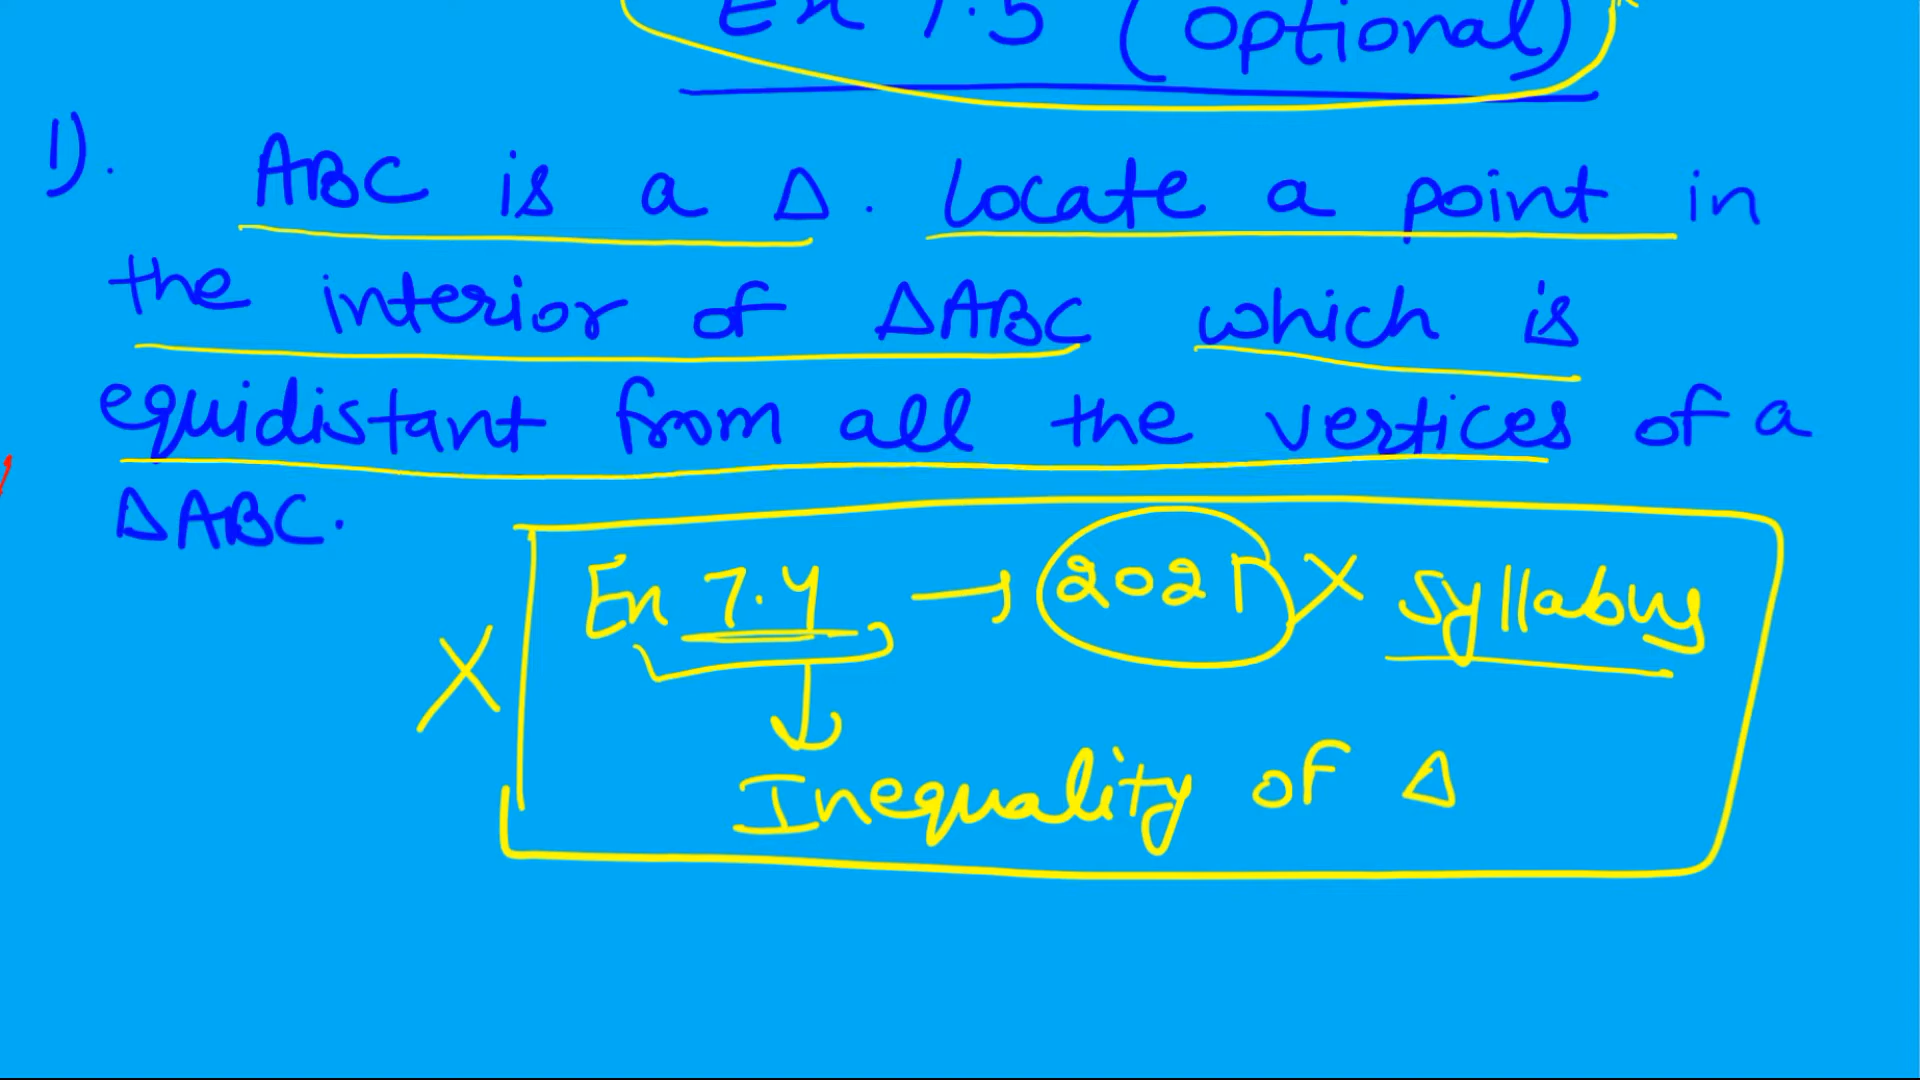 Ex 7.5 (Optional)
1). ABC is a Δ. Locate a point in
the interior of ΔABC which is
equidistant from all the vertices of a
ΔABC.
Ex 7.4 → 2021 X Syllabus
X
Inequality of Δ